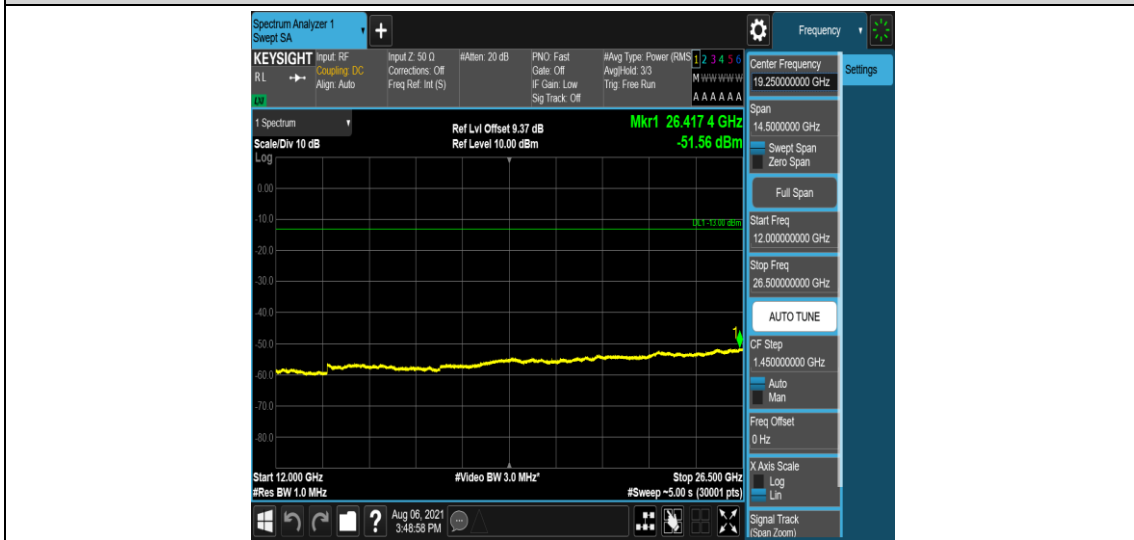 Spectrum Analyzer 1
Swept SA
+
Frequency
KEYSIGHT
RL
LXI
Input: RF
Coupling: DC
Align: Auto
Input Z: 50 Ω
Corrections: Off
Freq Ref: Int (S)
#Atten: 20 dB
PNO: Fast
Gate: Off
IF Gain: Low
Sig Track: Off
#Avg Type: Power (RMS
Avg|Hold: 3/3
Trig: Free Run
1 2 3 4 5 6
M W W W W W
A A A A A A
1 Spectrum
Scale/Div 10 dB
Log
Ref Lvl Offset 9.37 dB
Ref Level 10.00 dBm
Mkr1 26.417 4 GHz
-51.56 dBm
0.00
-10.0
DL1 -13.00 dBm
-20.0
-30.0
-40.0
1
-50.0
-60.0
-70.0
-80.0
Start 12.000 GHz
#Res BW 1.0 MHz
#Video BW 3.0 MHz*
Stop 26.500 GHz
#Sweep ~5.00 s (30001 pts)
?
Aug 06, 2021
3:48:58 PM
Center Frequency
19.250000000 GHz
Settings
Span
14.5000000 GHz
Swept Span
Zero Span
Full Span
Start Freq
12.000000000 GHz
Stop Freq
26.500000000 GHz
AUTO TUNE
CF Step
1.450000000 GHz
Auto
Man
Freq Offset
0 Hz
X Axis Scale
Log
Lin
Signal Track
(Span Zoom)